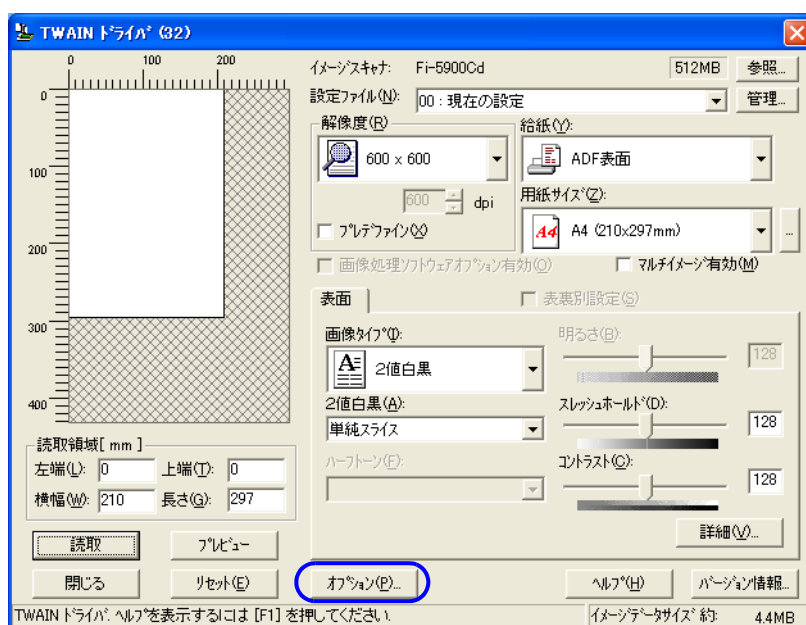 TWAIN ﾄﾞﾗｲﾊﾞ (32)
0 100 200
0
100
200
300
400
ｲﾒｰｼﾞｽｷｬﾅ: Fi-5900Cd 512MB 参照...
設定ﾌｧｲﾙ(N): 00 : 現在の設定 管理...
解像度(R)
600 × 600
600 dpi
ﾌﾟﾚﾃﾞﾌｧｲﾝ(X)
給紙(Y):
ADF表面
用紙ｻｲｽﾞ(Z):
A4 A4 (210x297mm) ...
画像処理ｿﾌﾄｳｪｱｵﾌﾟｼｮﾝ有効(O) ﾏﾙﾁｲﾒｰｼﾞ有効(M)
表面 表裏別設定(S)
画像ﾀｲﾌﾟ(I):
A 2値白黒
2値白黒(A):
単純ｽﾗｲｽ
ﾊｰﾌﾄｰﾝ(F):
明るさ(B):
128
ｽﾚｯｼｭﾎｰﾙﾄﾞ(D):
128
ｺﾝﾄﾗｽﾄ(C):
128
詳細(V)...
読取領域[ mm ]
左端(L): 0 上端(T): 0
横幅(W): 210 長さ(G): 297
読取 ﾌﾟﾚﾋﾞｭｰ
閉じる ﾘｾｯﾄ(E) ｵﾌﾟｼｮﾝ(P)... ﾍﾙﾌﾟ(H) ﾊﾞｰｼﾞｮﾝ情報...
TWAIN ﾄﾞﾗｲﾊﾞ. ﾍﾙﾌﾟを表示するには [F1] を押してください. ｲﾒｰｼﾞﾃﾞｰﾀｻｲｽﾞ 約: 4.4MB